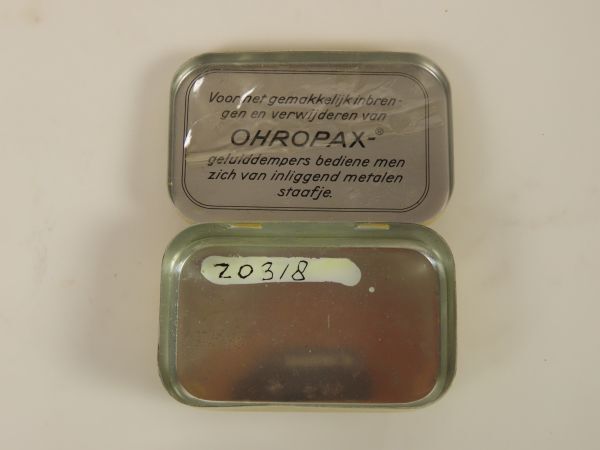 Voor het gemakkelijk inbren-
gen en verwijderen van
OHROPAX-®
geluiddempers bediene men
zich van inliggend metalen
staafje.
20318